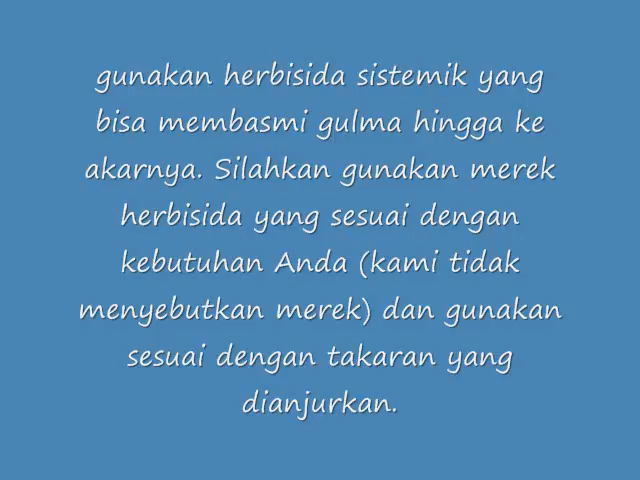 gunakan herbisida sistemik yang
bisa membasmi gulma hingga ke
akarnya. Silahkan gunakan merek
herbisida yang sesuai dengan
kebutuhan Anda (kami tidak
menyebutkan merek) dan gunakan
sesuai dengan takaran yang
dianjurkan.